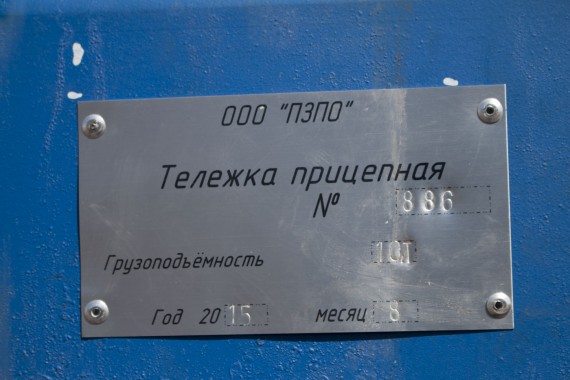 ООО "ПЗПО"
Тележка прицепная
№ 886
Грузоподъёмность 10Т
Год 2015 месяц 8